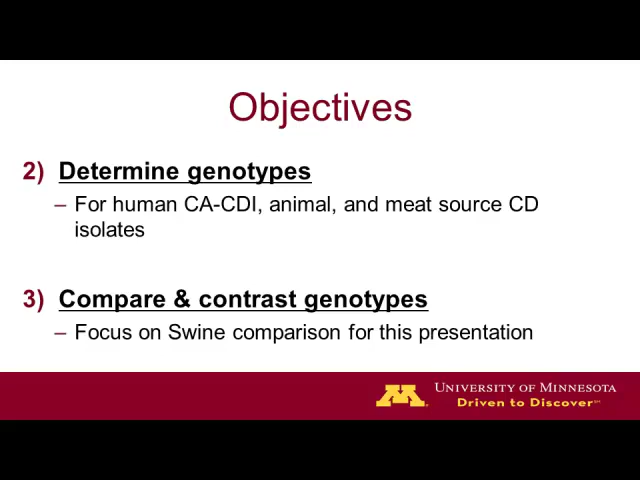 Objectives
2) Determine genotypes
– For human CA-CDI, animal, and meat source CD
isolates
3) Compare & contrast genotypes
– Focus on Swine comparison for this presentation
UNIVERSITY OF MINNESOTA
Driven to Discover℠